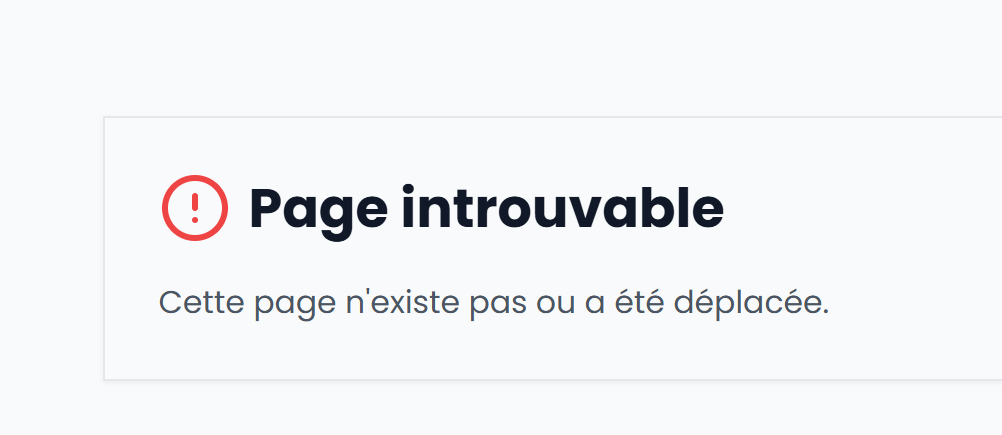 Page introuvable
Cette page n'existe pas ou a été déplacée.